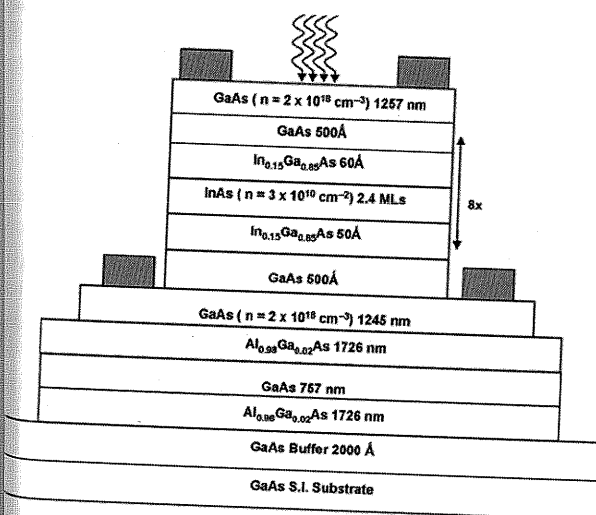 GaAs ( n = 2 x 10¹⁸ cm⁻³) 1257 nm
GaAs 500Å
In₀.₁₅Ga₀.₈₅As 60Å
InAs ( n = 3 x 10¹⁰ cm⁻²) 2.4 MLs
8x
In₀.₁₅Ga₀.₈₅As 50Å
GaAs 500Å
GaAs ( n = 2 x 10¹⁸ cm⁻³) 1245 nm
Al₀.₉₈Ga₀.₀₂As 1726 nm
GaAs 757 nm
Al₀.₉₈Ga₀.₀₂As 1726 nm
GaAs Buffer 2000 Å
GaAs S.I. Substrate